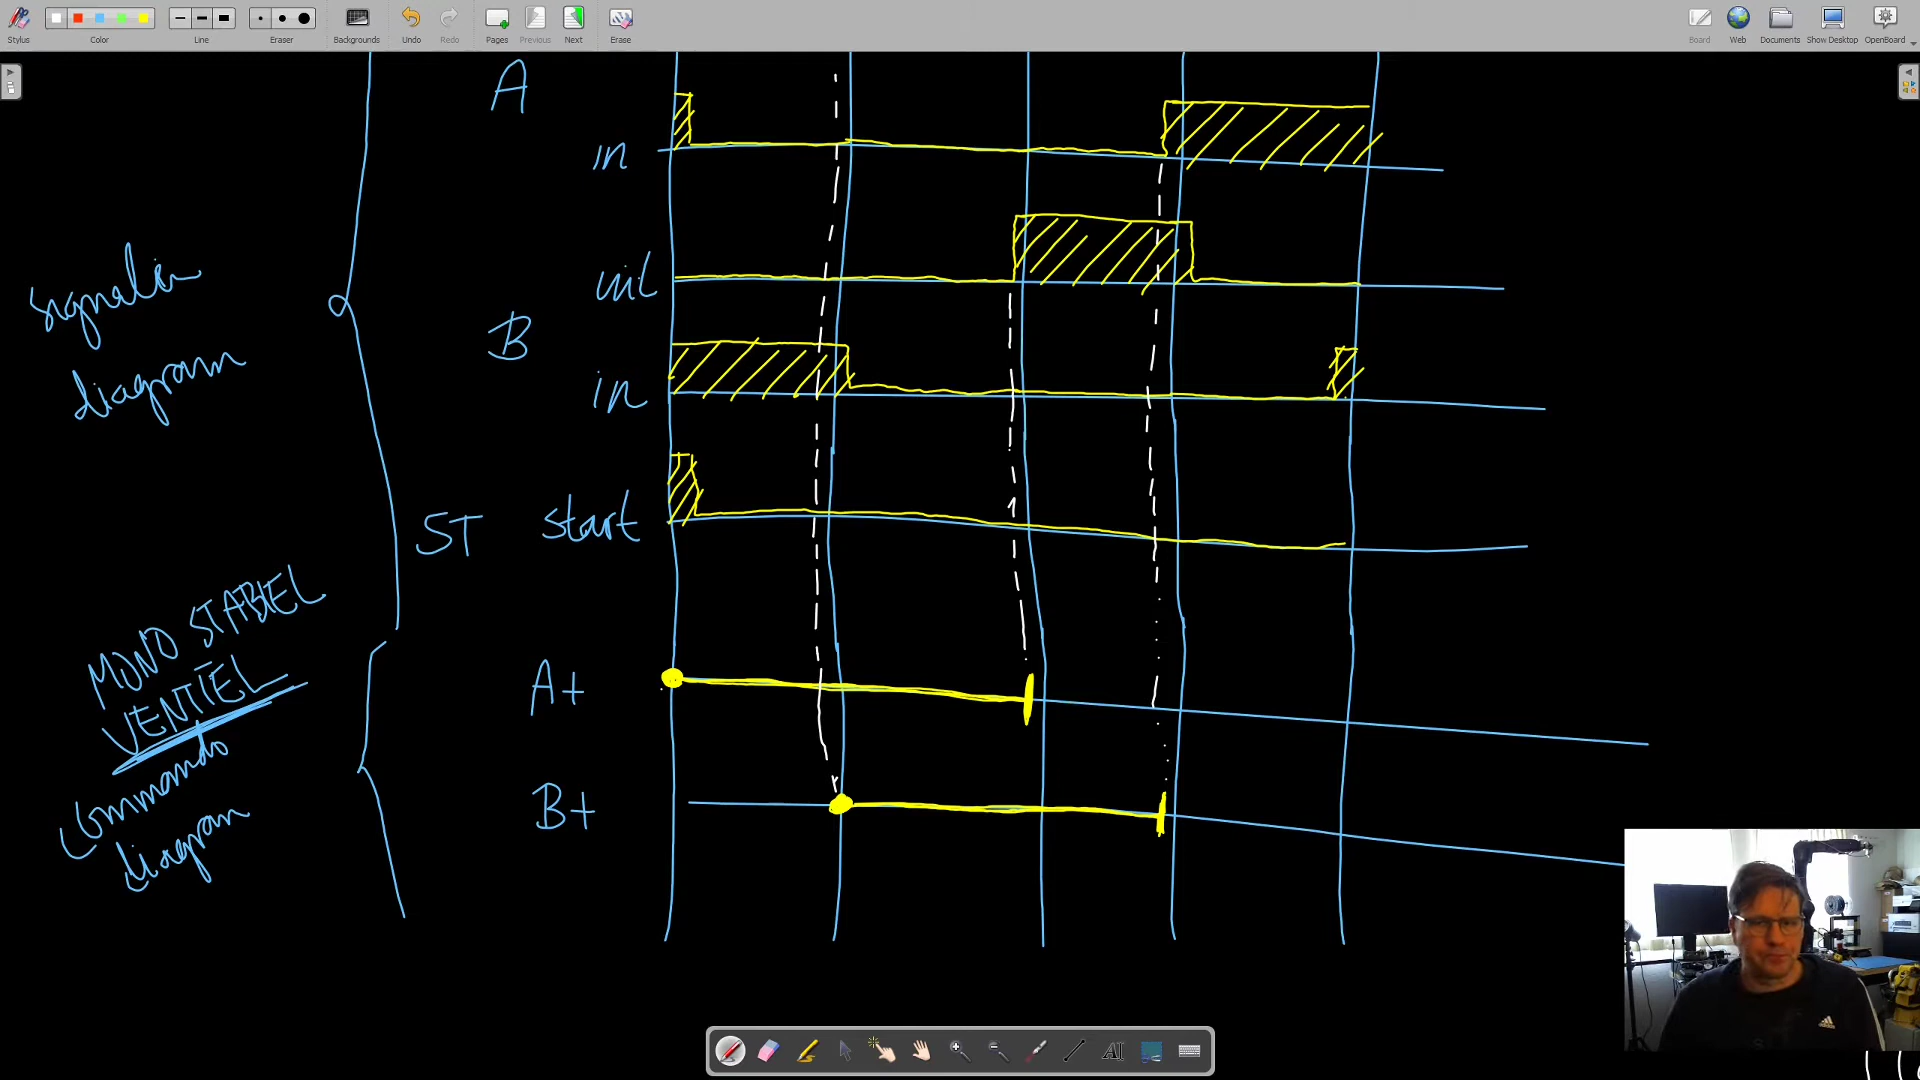 Stylus Color Line Eraser Backgrounds Undo Redo Pages Previous Next Erase Board Web Documents Show Desktop OpenBoard
A
in
uit
signalen
diagram
B
in
ST start
MONO STABIEL
VENTIEL
A+
Commando
diagram
B+
AI